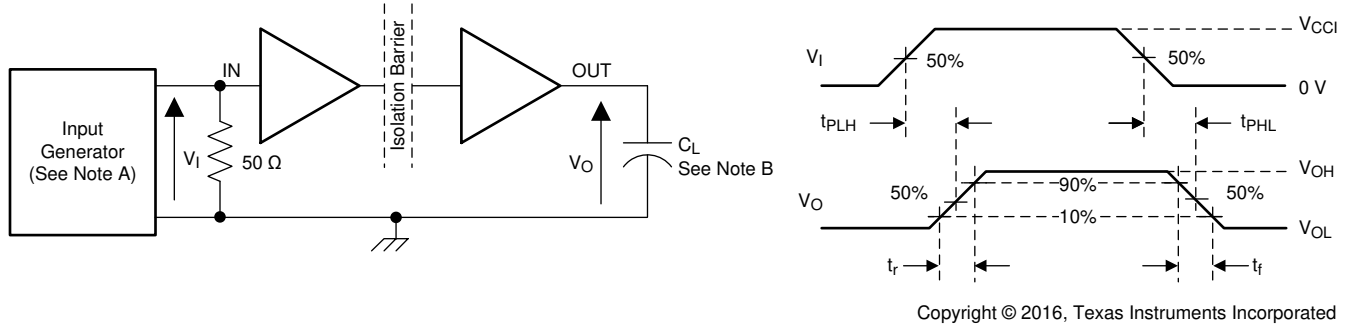 Input
Generator
(See Note A)
V_I
IN
50 Ω
Isolation Barrier
OUT
V_O
C_L
See Note B
V_I
50%
50%
V_CCI
0 V
t_PLH
t_PHL
V_O
50%
90%
10%
50%
V_OH
V_OL
t_r
t_f
Copyright © 2016, Texas Instruments Incorporated